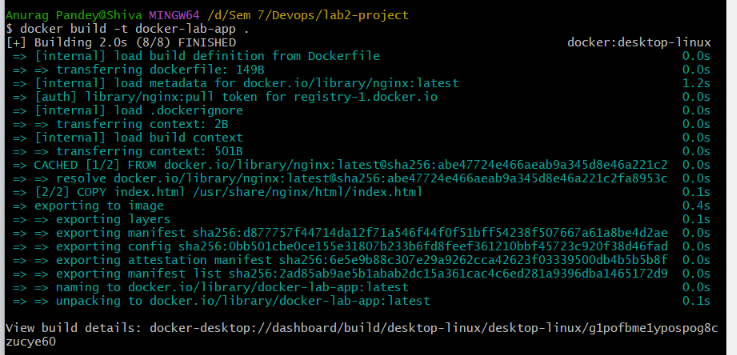 Anurag Pandey@Shiva MINGW64 /d/Sem 7/Devops/lab2-project
$ docker build -t docker-lab-app .
[+] Building 2.0s (8/8) FINISHED docker:desktop-linux
=> [internal] load build definition from Dockerfile 0.0s
=> => transferring dockerfile: 149B 0.0s
=> [internal] load metadata for docker.io/library/nginx:latest 1.2s
=> [auth] library/nginx:pull token for registry-1.docker.io 0.0s
=> [internal] load .dockerignore 0.0s
=> => transferring context: 2B 0.0s
=> [internal] load build context 0.0s
=> => transferring context: 501B 0.0s
=> CACHED [1/2] FROM docker.io/library/nginx:latest@sha256:abe47724e466aeab9a345d8e46a221c2 0.0s
=> => resolve docker.io/library/nginx:latest@sha256:abe47724e466aeab9a345d8e46a221c2fa8953c 0.0s
=> [2/2] COPY index.html /usr/share/nginx/html/index.html 0.1s
=> exporting to image 0.4s
=> => exporting layers 0.1s
=> => exporting manifest sha256:d877757f44714da12f71a546f44f0f51bff54238f507667a61a8be4d2ae 0.0s
=> => exporting config sha256:0bb501cbe0ce155e31807b233b6fd8feef361210bbf45723c920f38d46fad 0.0s
=> => exporting attestation manifest sha256:6e5e9b88c307e29a9262cca42623f03339500db4b5b5b8f 0.0s
=> => exporting manifest list sha256:2ad85ab9ae5b1abab2dc15a361cac4c6ed281a9396dba1465172d9 0.0s
=> => naming to docker.io/library/docker-lab-app:latest 0.0s
=> => unpacking to docker.io/library/docker-lab-app:latest 0.1s
View build details: docker-desktop://dashboard/build/desktop-linux/desktop-linux/g1pofbme1ypospog8c
zucye60